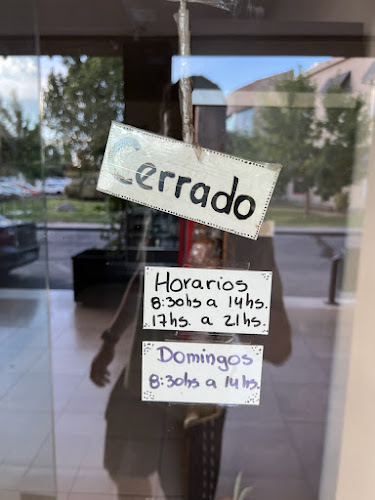 Cerrado
Horarios
8:30hs a 14hs.
17hs. a 21hs.
Domingos
8:30hs a 14hs.